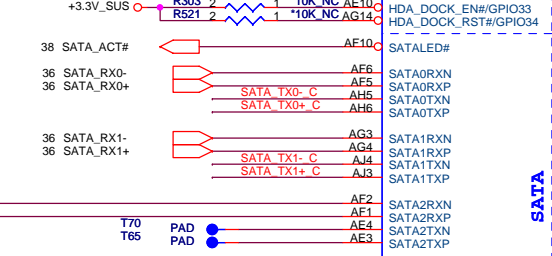 R303 2 1 *10K_NC AE10 HDA_DOCK_EN#/GPIO33
+3.3V_SUS
R521 2 1 *10K_NC AG14 HDA_DOCK_RST#/GPIO34
38 SATA_ACT# AF10 SATALED#
36 SATA_RX0- AF6 SATA0RXN
36 SATA_RX0+ AF5 SATA0RXP
SATA_TX0-_C AH5 SATA0TXN
SATA_TX0+_C AH6 SATA0TXP
36 SATA_RX1- AG3 SATA1RXN
36 SATA_RX1+ AG4 SATA1RXP
SATA_TX1-_C AJ4 SATA1TXN
SATA_TX1+_C AJ3 SATA1TXP
AF2 SATA2RXN
AF1 SATA2RXP
T70 PAD AE4 SATA2TXN
T65 PAD AE3 SATA2TXP
SATA